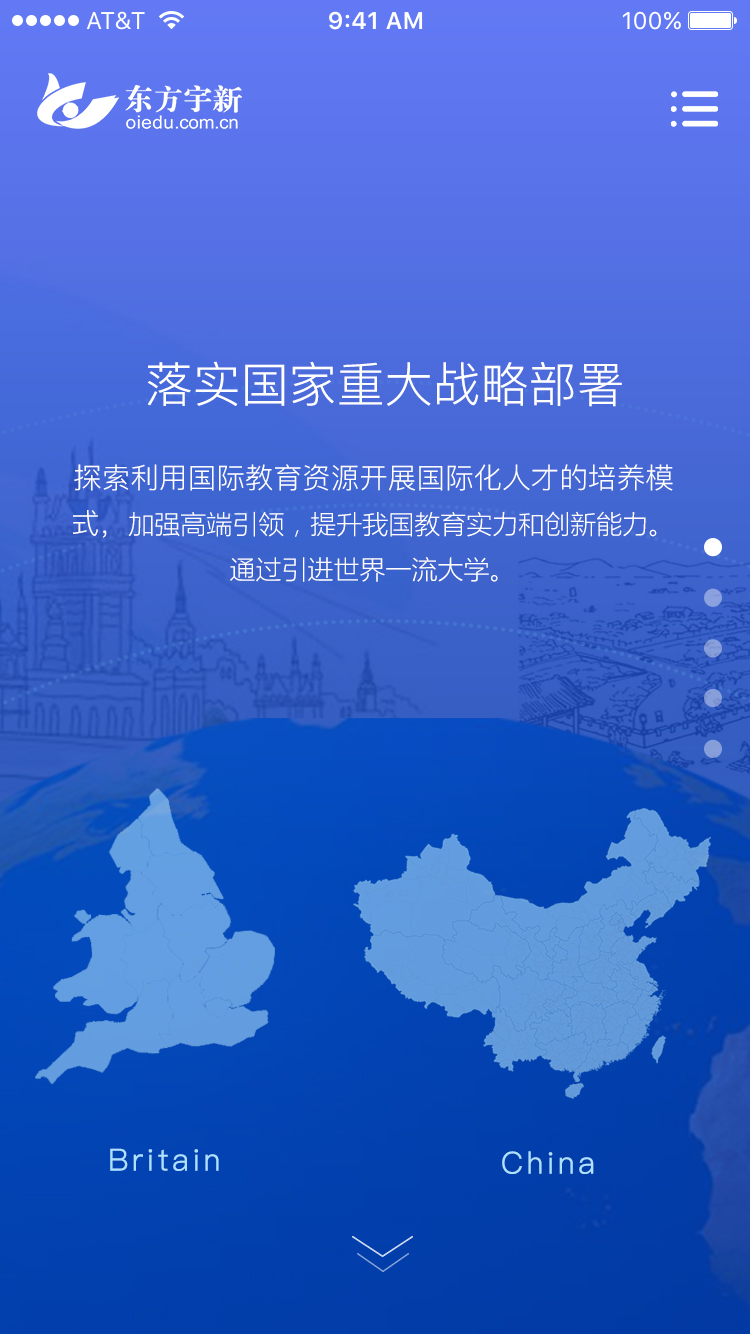 AT&T 9:41 AM 100%
东方宇新
oiedu.com.cn
落实国家重大战略部署
探索利用国际教育资源开展国际化人才的培养模
式，加强高端引领，提升我国教育实力和创新能力。
通过引进世界一流大学。
Britain
China